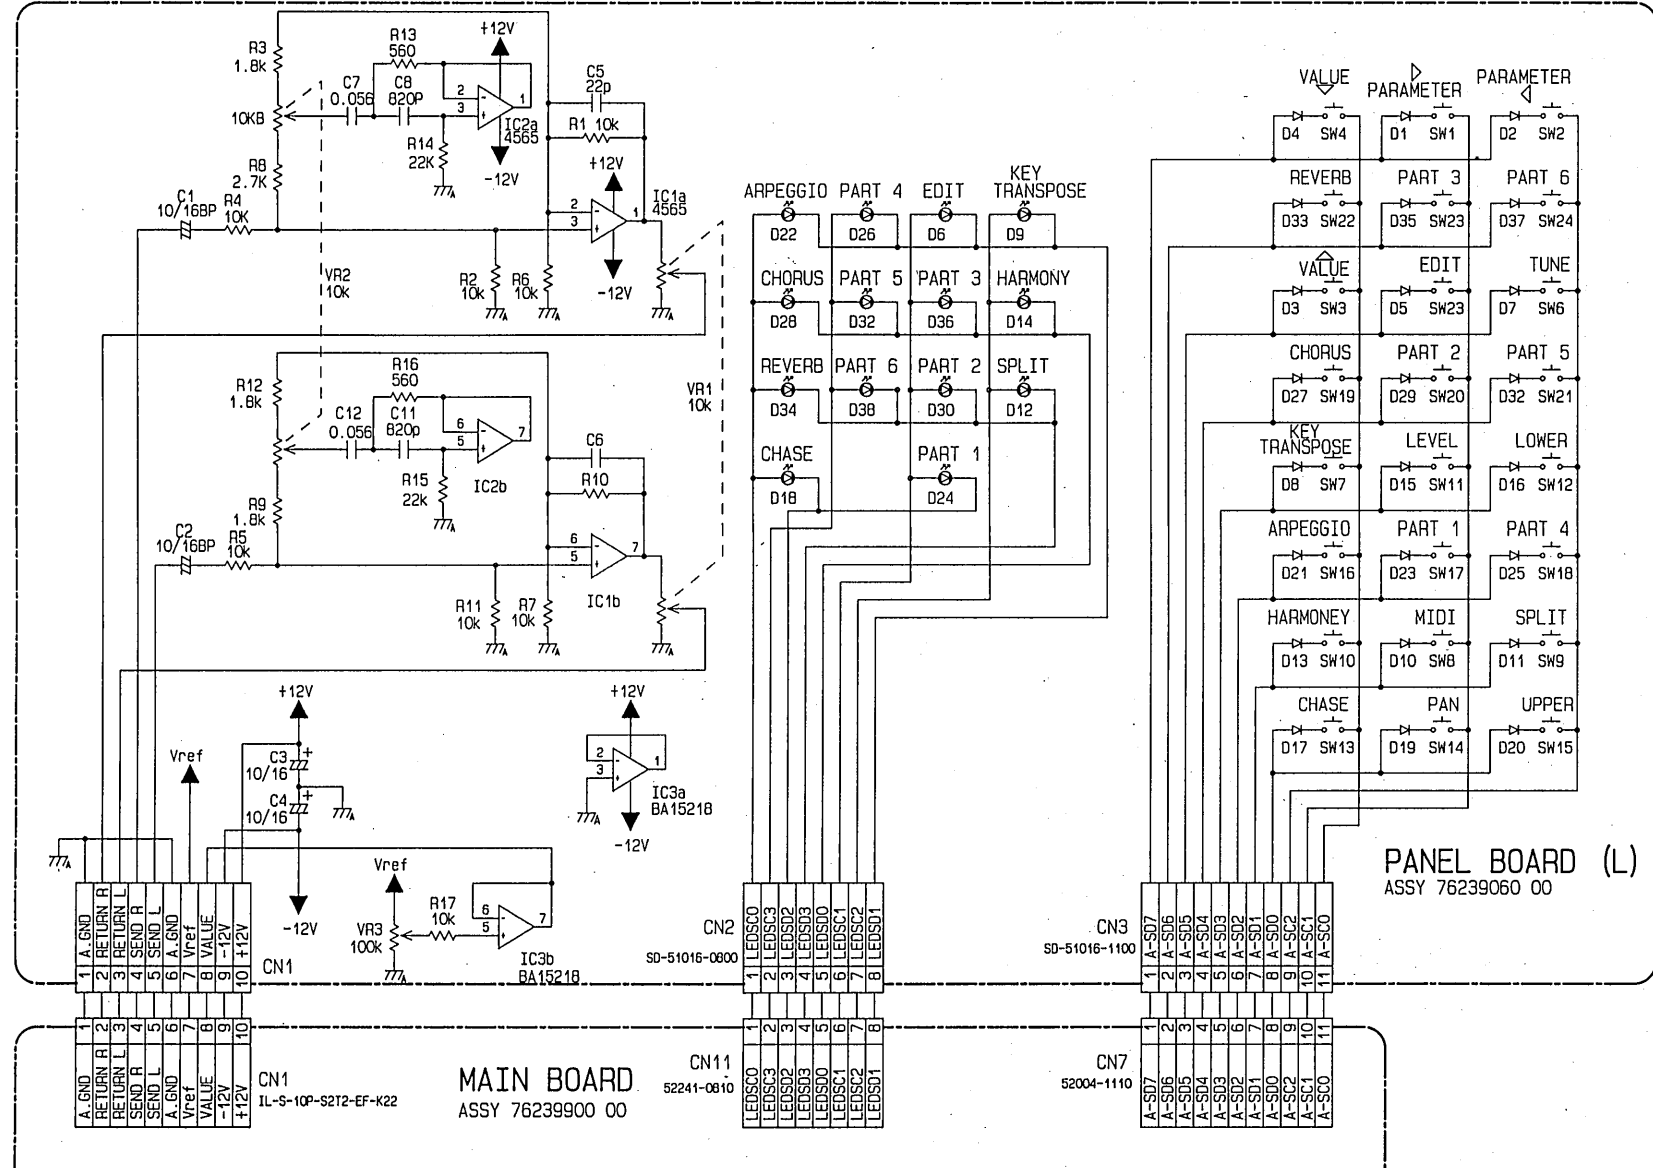 R3
1.8k
10KB
R8
2.7K
C1
10/16BP
R4
10K
C7
0.056
C8
820P
R13
560
R14
22K
2
3
1
+12V
IC2a
4565
-12V
C5
22p
R1 10k
+12V
2
3
1
IC1a
4565
-12V
R2
10k
R6
10k
VR2
10k
R12
1.8k
R9
1.8k
C2
10/16BP
R5
10k
C12
0.056
C11
820p
R16
560
R15
22k
6
5
7
IC2b
C6
R10
6
5
7
IC1b
R11
10k
R7
10k
VR1
10k
+12V
C3
10/16
C4
10/16
-12V
A
Vref
+12V
2
3
1
IC3a
BA15218
-12V
Vref
VR3
100k
R17
10k
6
5
7
IC3b
BA15218
ARPEGGIO PART 4 EDIT KEY TRANSPOSE
D22 D26 D6 D9
CHORUS PART 5 PART 3 HARMONY
D28 D32 D36 D14
REVERB PART 6 PART 2 SPLIT
D34 D38 D30 D12
CHASE PART 1
D18 D24
VALUE PARAMETER PARAMETER
D4 SW4 D1 SW1 D2 SW2
REVERB PART 3 PART 6
D33 SW22 D35 SW23 D37 SW24
VALUE EDIT TUNE
D3 SW3 D5 SW23 D7 SW6
CHORUS PART 2 PART 5
D27 SW19 D29 SW20 D32 SW21
KEY TRANSPOSE LEVEL LOWER
D8 SW7 D15 SW11 D16 SW12
ARPEGGIO PART 1 PART 4
D21 SW16 D23 SW17 D25 SW18
HARMONEY MIDI SPLIT
D13 SW10 D10 SW8 D11 SW9
CHASE PAN UPPER
D17 SW13 D19 SW14 D20 SW15
PANEL BOARD (L)
ASSY 76239060 00
A.GND
RETURN R
RETURN L
SEND R
SEND L
A.GND
Vref
VALUE
-12V
+12V
1 2 3 4 5 6 7 8 9 10
CN1
CN2
SD-51016-0800
LEDSC0
LEDSC3
LEDSD2
LEDSD3
LEDSD0
LEDSC1
LEDSC2
LEDSD1
1 2 3 4 5 6 7 8
CN3
SD-51016-1100
A-SD7
A-SD6
A-SD5
A-SD4
A-SD3
A-SD2
A-SD1
A-SD0
A-SC2
A-SC1
A-SC0
1 2 3 4 5 6 7 8 9 10 11
1 2 3 4 5 6 7 8 9 10
A.GND
RETURN R
RETURN L
SEND R
SEND L
A.GND
Vref
VALUE
-12V
+12V
CN1
IL-S-10P-S2T2-EF-K22
MAIN BOARD
ASSY 76239900 00
CN11
52241-0810
1 2 3 4 5 6 7 8
LEDSC0
LEDSC3
LEDSD2
LEDSD3
LEDSD0
LEDSC1
LEDSC2
LEDSD1
CN7
52004-1110
1 2 3 4 5 6 7 8 9 10 11
A-SD7
A-SD6
A-SD5
A-SD4
A-SD3
A-SD2
A-SD1
A-SD0
A-SC2
A-SC1
A-SC0